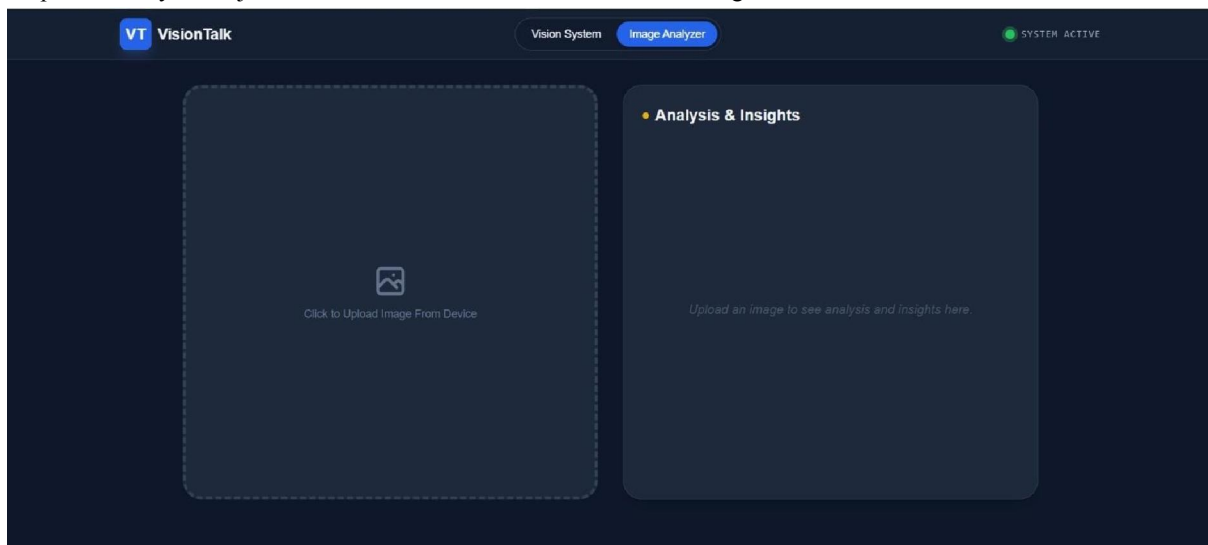 VT VisionTalk
Vision System
Image Analyzer
SYSTEM ACTIVE
Analysis & Insights
Click to Upload Image From Device
Upload an image to see analysis and insights here.